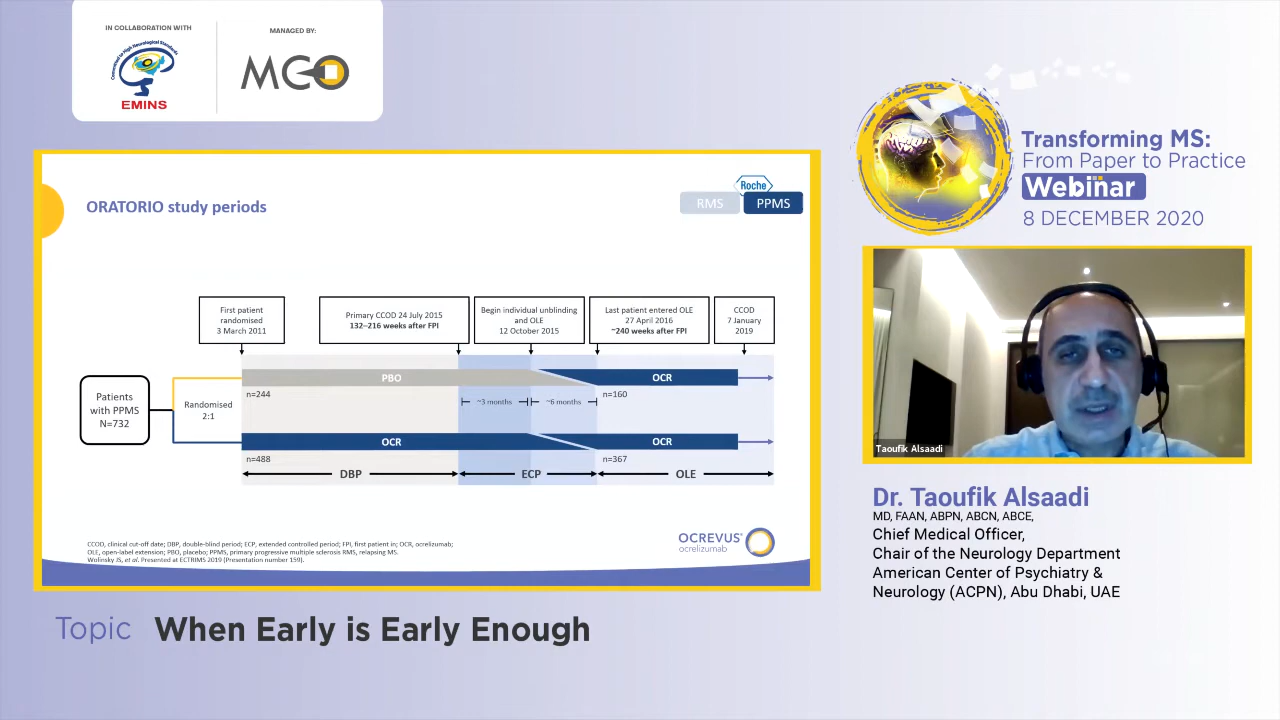 IN COLLABORATION WITH
Committed to High Neurological Standards
EMINS
MANAGED BY:
MCO
Transforming MS:
From Paper to Practice
Webinar
8 DECEMBER 2020
ORATORIO study periods
Roche
RMS
PPMS
First patient
randomised
3 March 2011
Primary CCOD 24 July 2015
132–216 weeks after FPI
Begin individual unblinding
and OLE
12 October 2015
Last patient entered OLE
27 April 2016
~240 weeks after FPI
CCOD
7 January
2019
Patients
with PPMS
N=732
Randomised
2:1
PBO
OCR
n=244
~3 months
~6 months
n=160
OCR
OCR
n=488
n=367
DBP
ECP
OLE
CCOD, clinical cut-off date; DBP, double-blind period; ECP, extended controlled period; FPI, first patient in; OCR, ocrelizumab;
OLE, open-label extension; PBO, placebo; PPMS, primary progressive multiple sclerosis RMS, relapsing MS.
Wolinsky JS, et al. Presented at ECTRIMS 2019 (Presentation number 159).
OCREVUS
ocrelizumab
Taoufik Alsaadi
Dr. Taoufik Alsaadi
MD, FAAN, ABPN, ABCN, ABCE,
Chief Medical Officer,
Chair of the Neurology Department
American Center of Psychiatry &
Neurology (ACPN), Abu Dhabi, UAE
Topic When Early is Early Enough